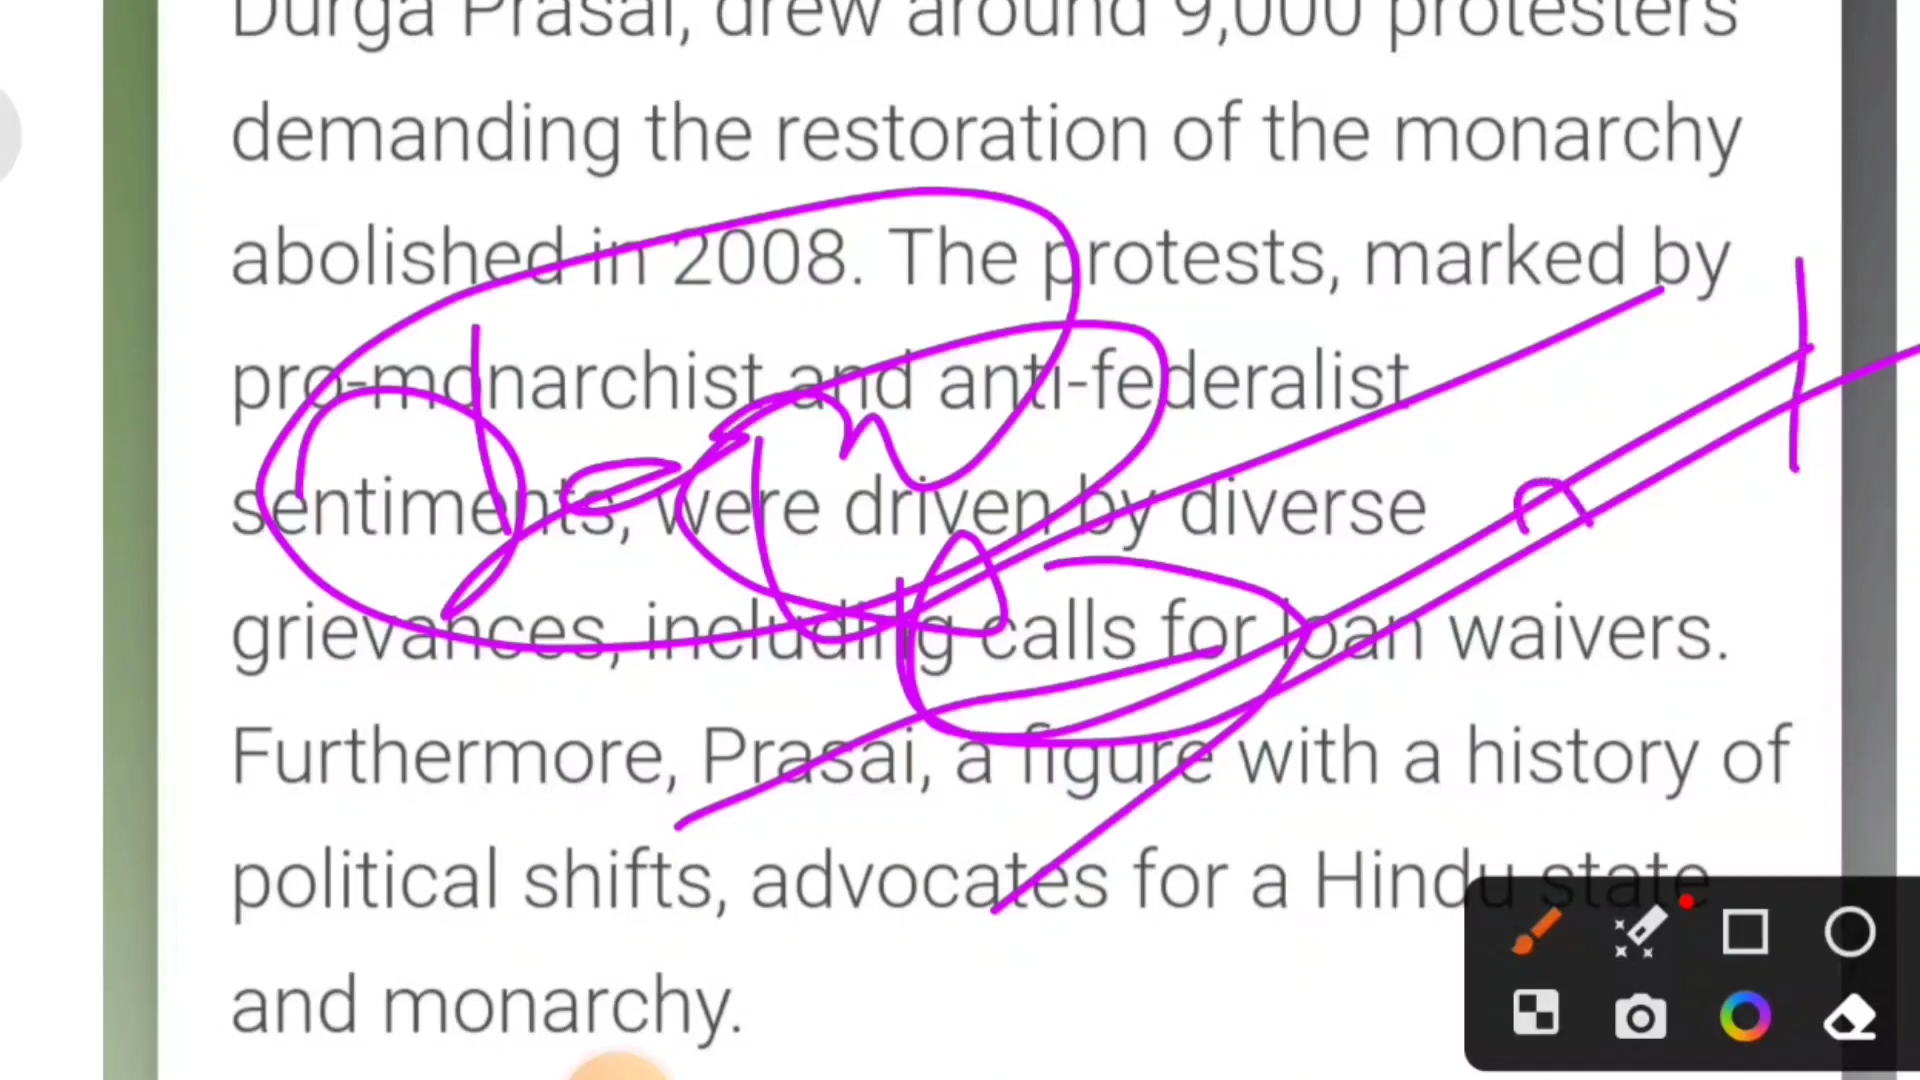 Durga Prasai, drew around 9,000 protesters
demanding the restoration of the monarchy
abolished in 2008. The protests, marked by
pro-monarchist and anti-federalist
sentiments, were driven by diverse
grievances, including calls for loan waivers.
Furthermore, Prasai, a figure with a history of
political shifts, advocates for a Hindu state
and monarchy.